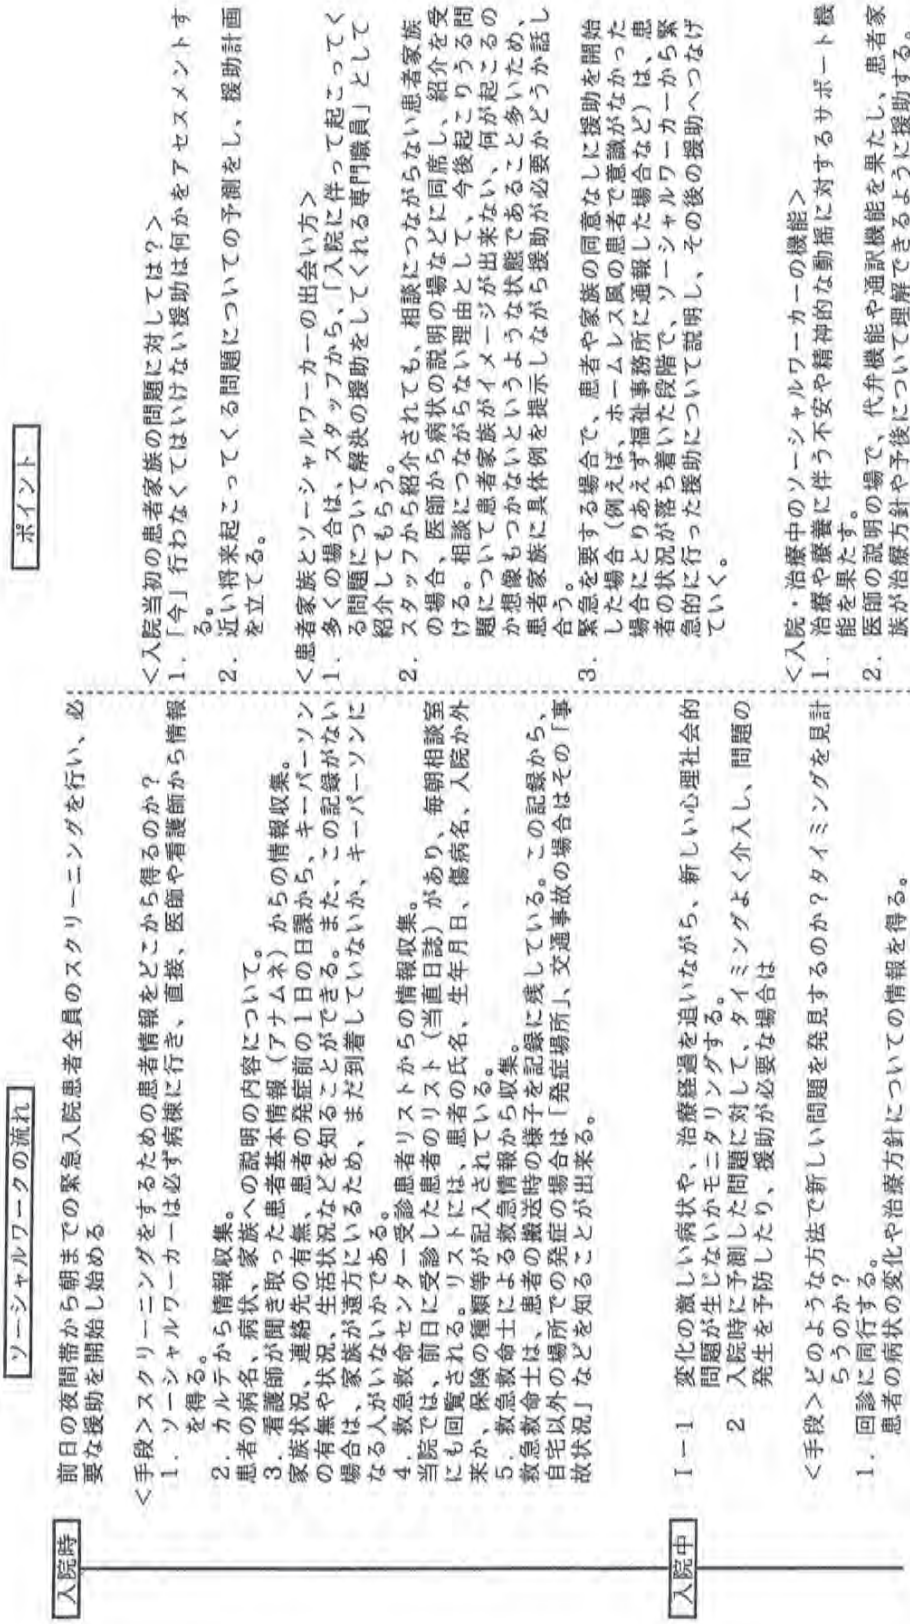 ソーシャルワークの流れ
ポイント
入院時
前日の夜間帯から朝までの緊急入院患者全員のスクリーニングを行い、必
要な援助を開始し始める
＜手段＞スクリーニングをするための患者情報をどこから得るのか？
1．ソーシャルワーカーは必ず病棟に行き、直接、医師や看護師から情報
を得る。
2．カルテから情報収集。
患者の病名、病状、家族への説明の内容について。
3．看護師が聞き取った患者基本情報（アナムネ）からの情報収集。
家族状況、連絡先の有無、患者の発症前の1日の日課から、キーパーソン
の有無や状況、生活状況などを知ることができる。また、この記録がない
場合は、家族が遠方にいるため、まだ到着していないか、キーパーソンに
なる人がいないかである。
4．救急救命センター受診患者リストからの情報収集。
当院では、前日に受診した患者のリスト（当直日誌）があり、毎朝相談室
にも回覧される。リストには、患者の氏名、生年月日、傷病名、入院か外
来か、保険の種類等が記入されている。
5．救急救命士による救急情報から収集。
救急救命士は、患者の搬送時の様子を記録に残している。この記録から、
自宅以外の場所での発症の場合は「発症場所」、交通事故の場合はその「事
故状況」などを知ることが出来る。
＜入院当初の患者家族の問題に対しては？＞
1．「今」行わなくてはいけない援助は何かをアセスメントす
る。
2．近い将来起こってくる問題についての予測をし、援助計画
を立てる。
＜患者家族とソーシャルワーカーの出会い方＞
1．多くの場合は、スタッフから、「入院に伴って起こってく
る問題について解決の援助をしてくれる専門職員」として
紹介してもらう。
2．スタッフから紹介されても、相談につながらない患者家族
の場合、医師から病状の説明の場などに同席し、紹介を受
ける。相談につながらない理由として、今後起こりうる問
題について患者家族がイメージが出来ない、何が起こるの
か想像もつかないというような状態であること多いため、
患者家族に具体例を提示しながら援助が必要かどうか話し
合う。
3．緊急を要する場合で、患者や家族の同意なしに援助を開始
した場合（例えば、ホームレス風の患者で意識がなかった
場合にとりあえず福祉事務所に通報した場合など）は、患
者の状況が落ち着いた段階で、ソーシャルワーカーから緊
急的に行った援助について説明し、その後の援助へつなげ
ていく。
入院中
I－1 変化の激しい病状や、治療経過を追いながら、新しい心理社会的
問題が生じないかモニタリングする。
2 入院時に予測した問題に対して、タイミングよく介入し、問題の
発生を予防したり、援助が必要な場合は
＜手段＞どのような方法で新しい問題を発見するのか？タイミングを見計
らうのか？
1．回診に同行する。
患者の病状の変化や治療方針についての情報を得る。
＜入院・治療中のソーシャルワーカーの機能＞
1．治療や療養に伴う不安や精神的な動揺に対するサポート機
能を果たす。
2．医師の説明の場で、代弁機能や通訳機能を果たし、患者家
族が治療方針や予後について理解できるように援助する。